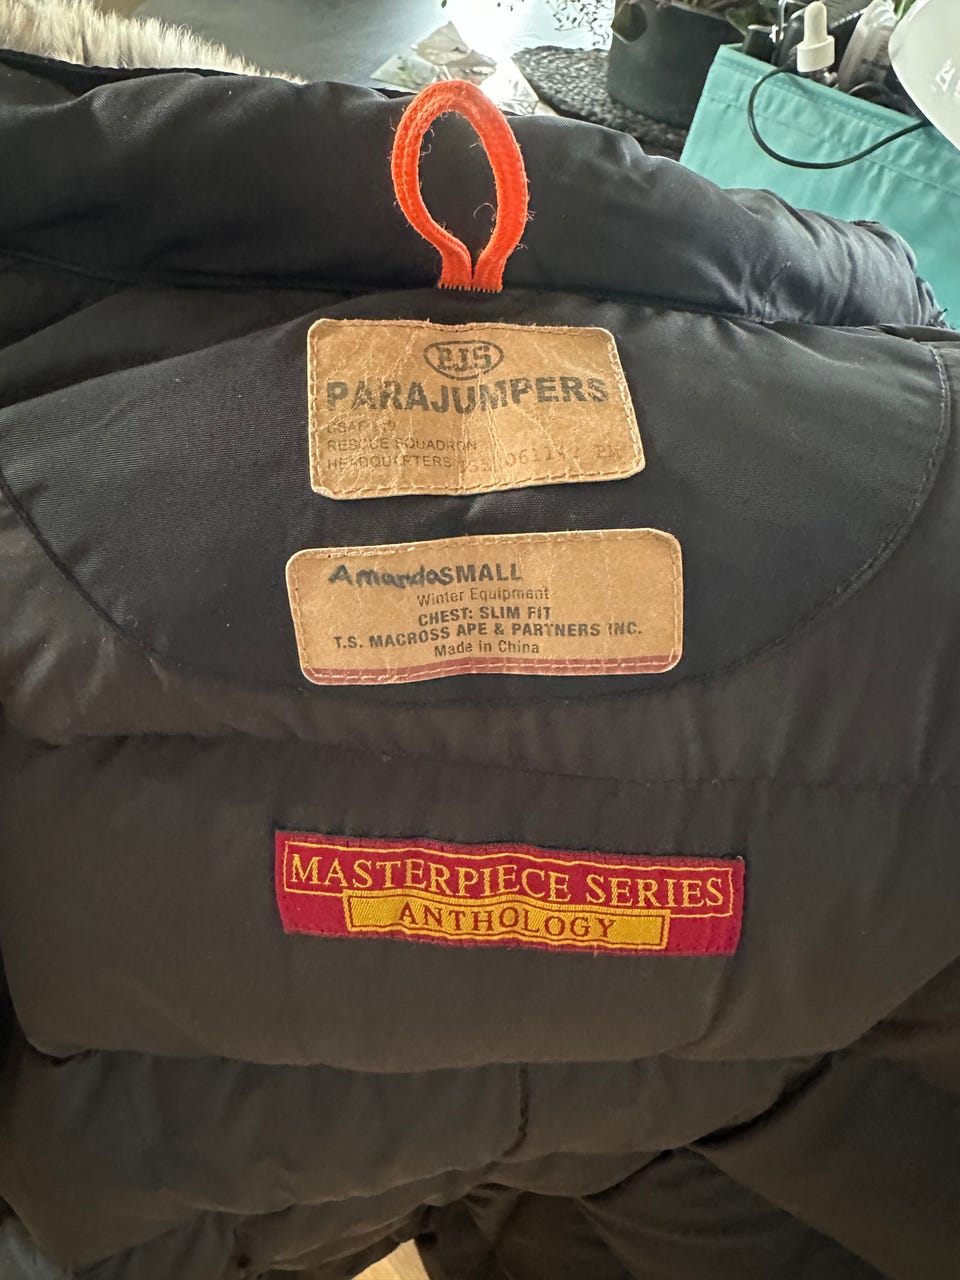 PJS
PARAJUMPERS
RESCUE SQUADRON
HEADQUARTERS
AmandaSMALL
Winter Equipment
CHEST: SLIM FIT
T.S. MACROSS APE & PARTNERS INC.
Made in China
MASTERPIECE SERIES
ANTHOLOGY